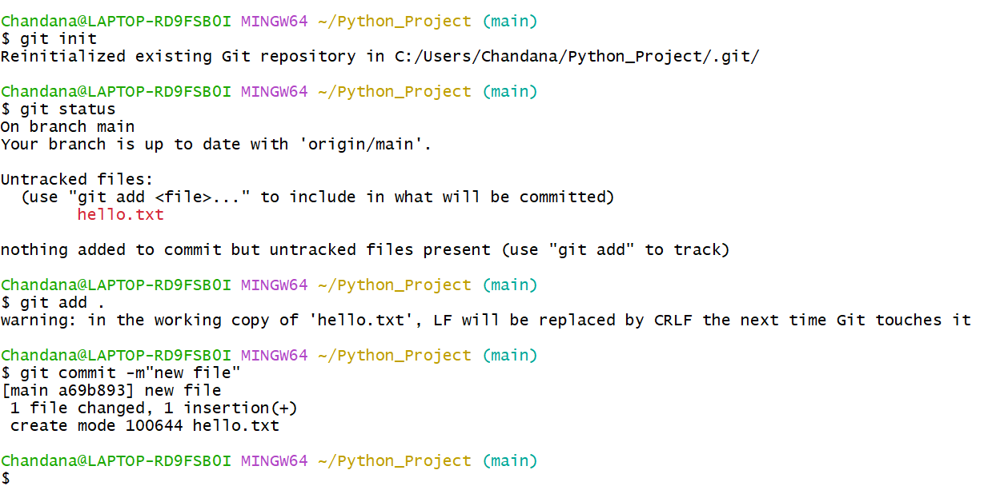 Chandana@LAPTOP-RD9FSB0I MINGW64 ~/Python_Project (main)
$ git init
Reinitialized existing Git repository in C:/Users/Chandana/Python_Project/.git/
Chandana@LAPTOP-RD9FSB0I MINGW64 ~/Python_Project (main)
$ git status
On branch main
Your branch is up to date with 'origin/main'.
Untracked files:
  (use "git add <file>..." to include in what will be committed)
        hello.txt
nothing added to commit but untracked files present (use "git add" to track)
Chandana@LAPTOP-RD9FSB0I MINGW64 ~/Python_Project (main)
$ git add .
warning: in the working copy of 'hello.txt', LF will be replaced by CRLF the next time Git touches it
Chandana@LAPTOP-RD9FSB0I MINGW64 ~/Python_Project (main)
$ git commit -m"new file"
[main a69b893] new file
 1 file changed, 1 insertion(+)
 create mode 100644 hello.txt
Chandana@LAPTOP-RD9FSB0I MINGW64 ~/Python_Project (main)
$